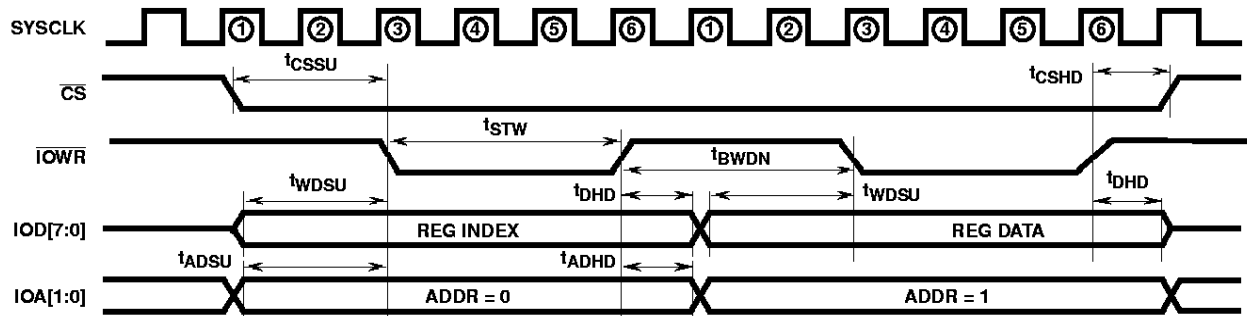 SYSCLK ① ② ③ ④ ⑤ ⑥ ① ② ③ ④ ⑤ ⑥
tCSSU tCSHD
CS
tSTW
IOWR tBWDN
tWDSU tDHD tWDSU tDHD
IOD[7:0] REG INDEX REG DATA
tADSU tADHD
IOA[1:0] ADDR = 0 ADDR = 1